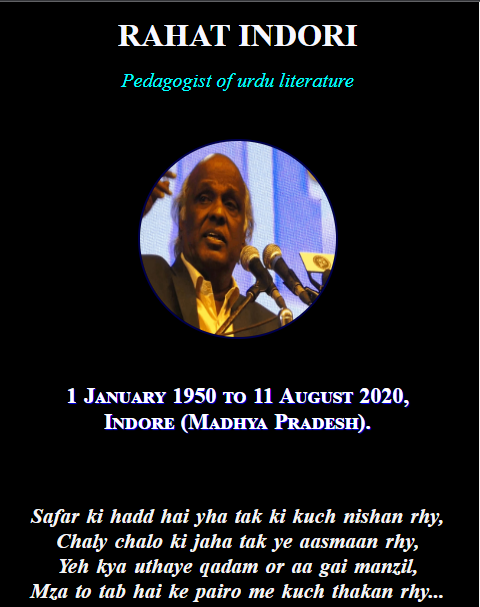 RAHAT INDORI
Pedagogist of urdu literature
1 January 1950 to 11 August 2020,
Indore (Madhya Pradesh).
Safar ki hadd hai yha tak ki kuch nishan rhy,
Chaly chalo ki jaha tak ye aasmaan rhy,
Yeh kya uthaye qadam or aa gai manzil,
Mza to tab hai ke pairo me kuch thakan rhy...